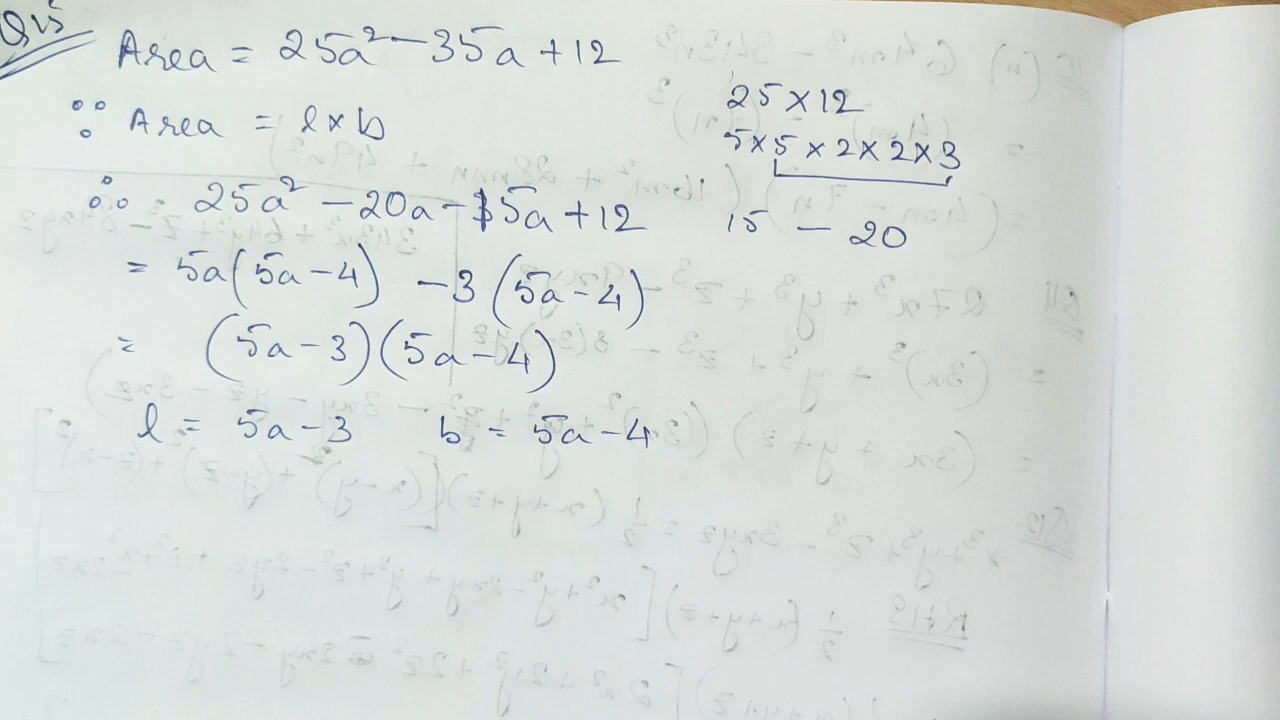 Q15
Area = 25a² - 35a + 12
∵ Area = l × b
∴ 25a² - 20a - 15a + 12
= 5a(5a - 4) - 3(5a - 4)
= (5a - 3)(5a - 4)
l = 5a - 3 b = 5a - 4
25 × 12
5 × 5 × 2 × 2 × 3
15 - 20